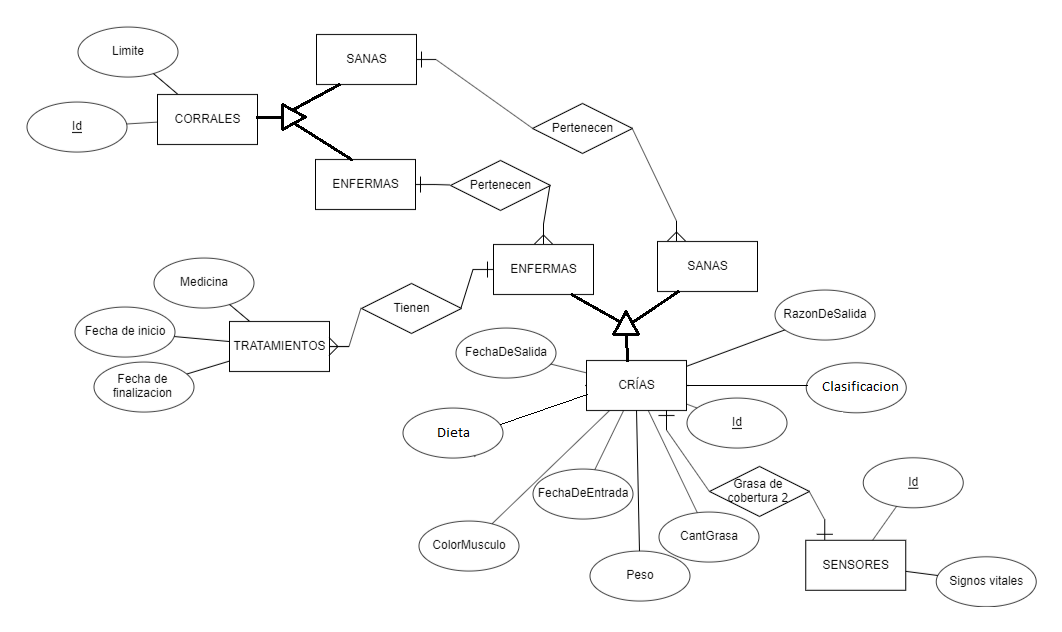 SANAS
Limite
CORRALES
Id
Pertenecen
ENFERMAS
Pertenecen
ENFERMAS
SANAS
Medicina
Tienen
Fecha de inicio
TRATAMIENTOS
Fecha de
finalizacion
RazonDeSalida
FechaDeSalida
CRÍAS
Clasificacion
Id
Dieta
Grasa de
cobertura 2
Id
FechaDeEntrada
CantGrasa
ColorMusculo
Peso
SENSORES
Signos vitales